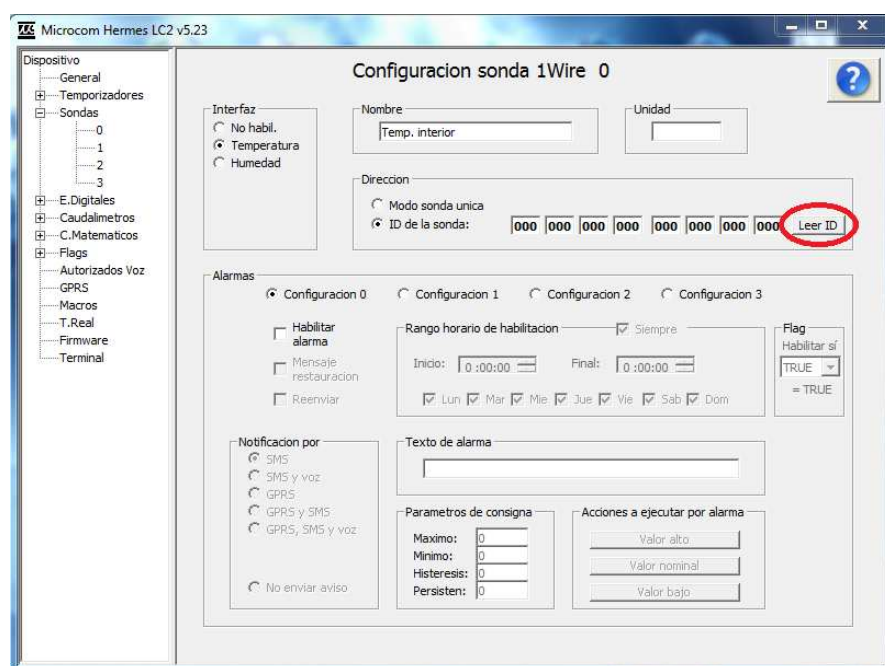 Microcom Hermes LC2 v5.23
Dispositivo
General
Temporizadores
Sondas
0
1
2
3
E.Digitales
Caudalimetros
C.Matematicos
Flags
Autorizados Voz
GPRS
Macros
T.Real
Firmware
Terminal
Configuracion sonda 1Wire 0
Interfaz
No habil.
Temperatura
Humedad
Nombre
Temp. interior
Unidad
Direccion
Modo sonda unica
ID de la sonda: 000 000 000 000 000 000 000 000 Leer ID
Alarmas
Configuracion 0 Configuracion 1 Configuracion 2 Configuracion 3
Habilitar
alarma
Mensaje
restauracion
Reenviar
Rango horario de habilitacion Siempre
Inicio: 0 :00:00 Final: 0 :00:00
Lun Mar Mie Jue Vie Sab Dom
Flag
Habilitar sí
TRUE
= TRUE
Notificacion por
SMS
SMS y voz
GPRS
GPRS y SMS
GPRS, SMS y voz
No enviar aviso
Texto de alarma
Parametros de consigna
Maximo: 0
Minimo: 0
Histeresis: 0
Persisten: 0
Acciones a ejecutar por alarma
Valor alto
Valor nominal
Valor bajo